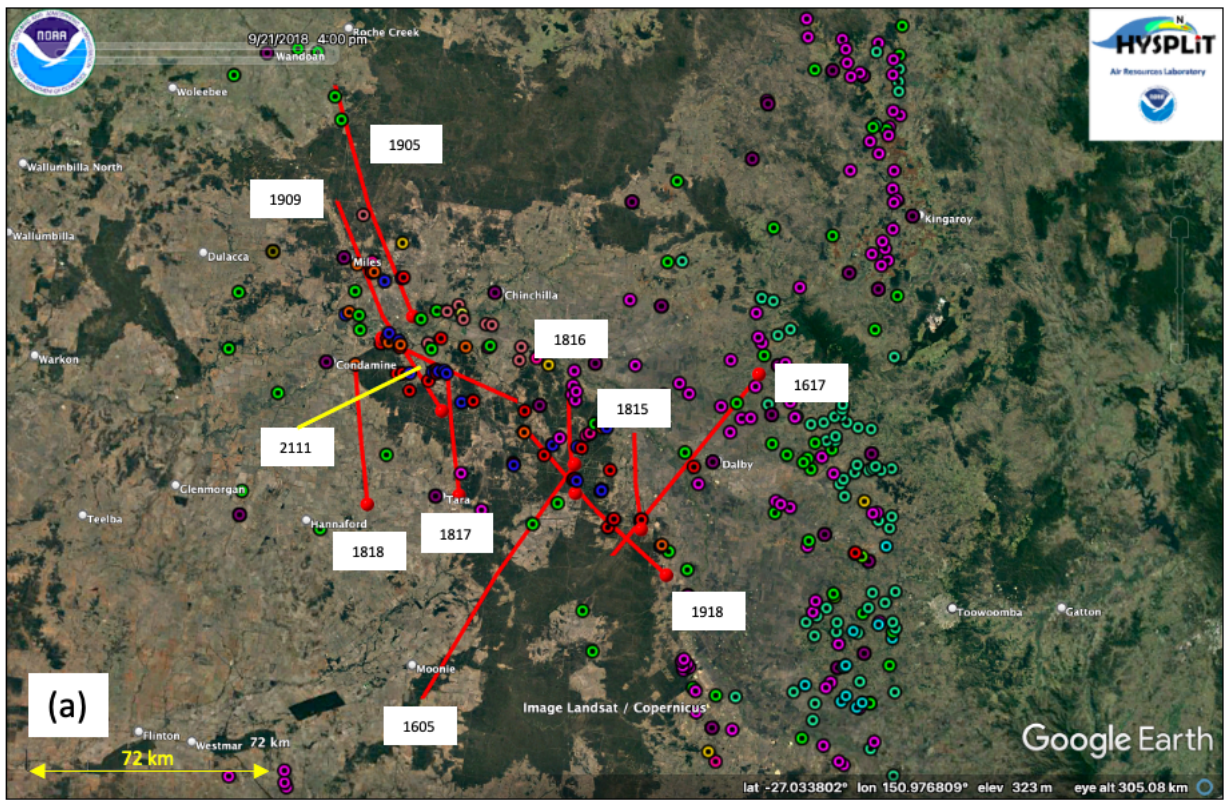 NOAA
9/21/2018 4:00 pm
Roche Creek
Wandoan
N
HYSPLIT
Air Resources Laboratory
Woleebee
1905
Wallumbilla North
1909
Kingaroy
Wallumbilla
Dulacca
Miles
Chinchilla
1816
Warkon
Condamine
1617
1815
2111
Dalby
Glenmorgan
Tara
Teelba
Hannaford
1817
1818
1918
Toowoomba
Gatton
Moonie
(a)
Image Landsat / Copernicus
1605
Flinton
Westmar
72 km
72 km
Google Earth
lat -27.033802° lon 150.976809° elev 323 m eye alt 305.08 km